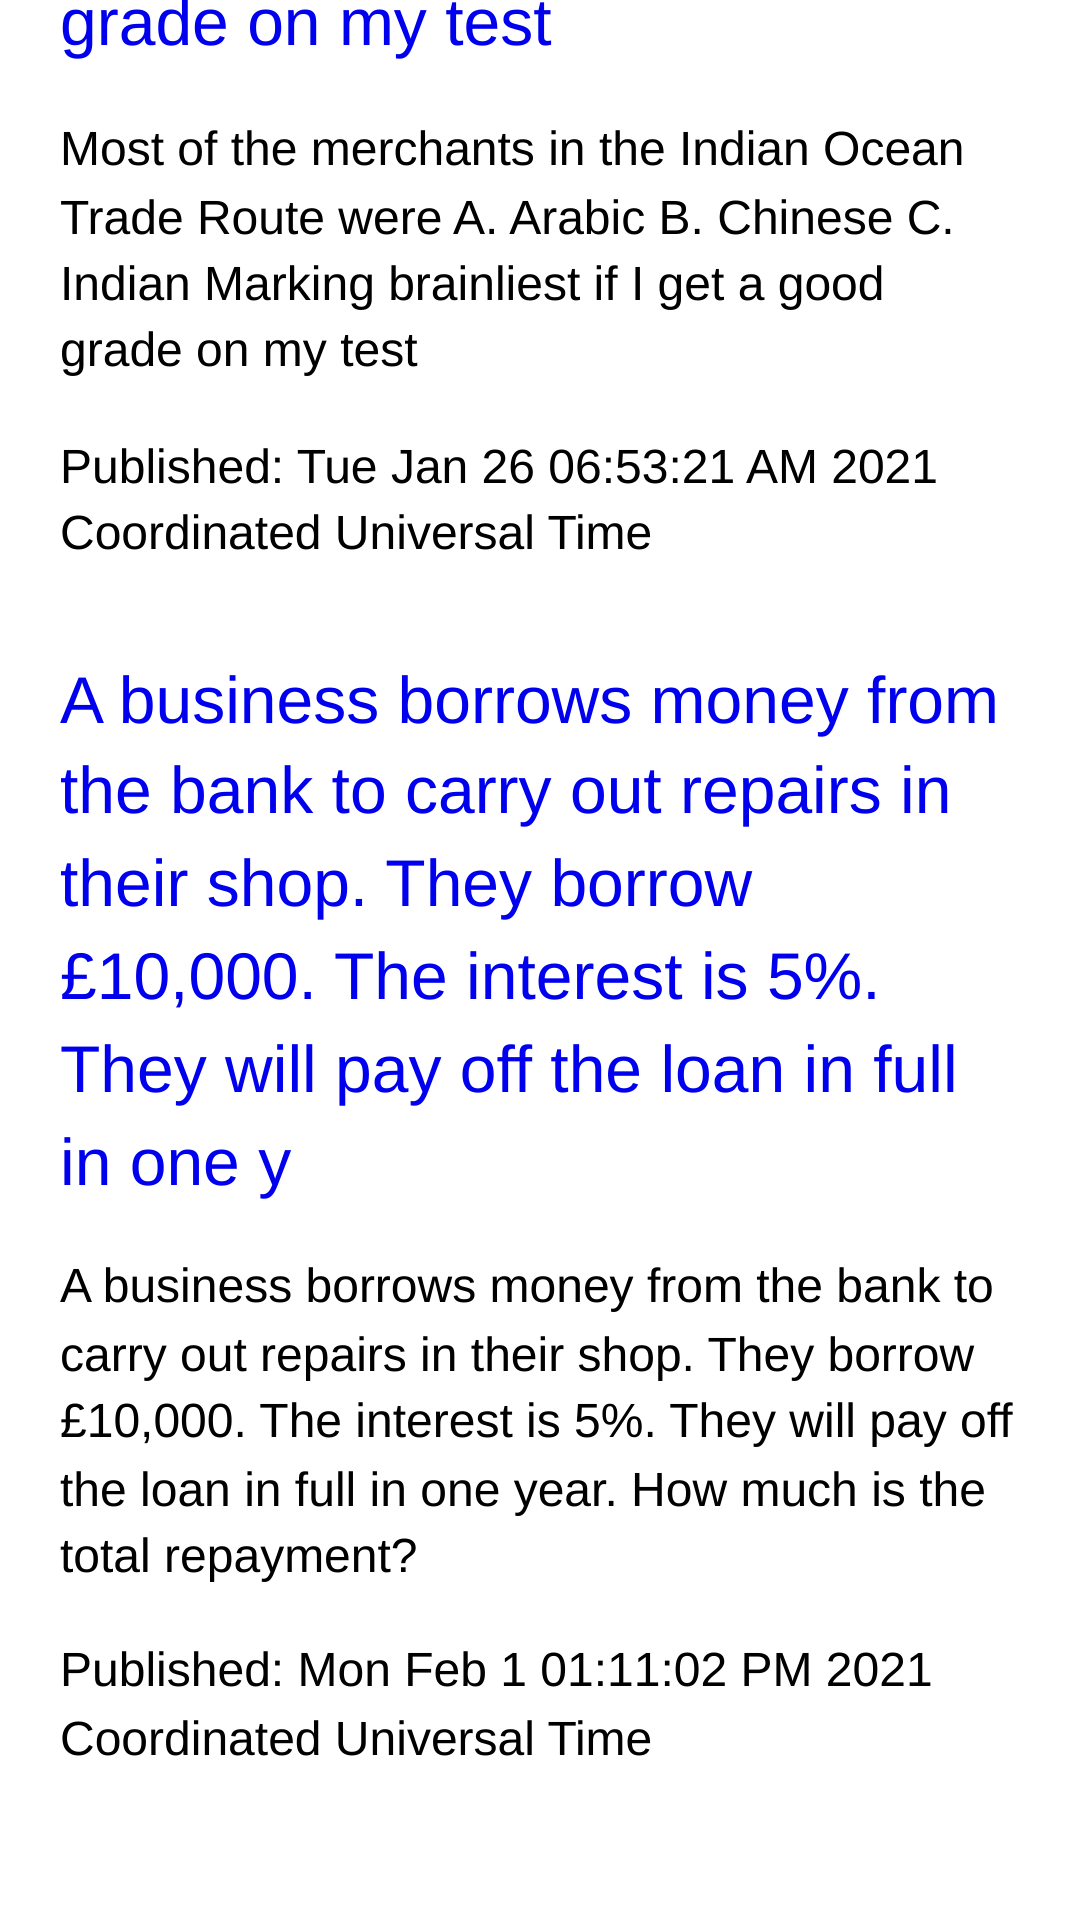 grade on my test
Most of the merchants in the Indian Ocean
Trade Route were A. Arabic B. Chinese C.
Indian Marking brainliest if I get a good
grade on my test
Published: Tue Jan 26 06:53:21 AM 2021
Coordinated Universal Time
A business borrows money from
the bank to carry out repairs in
their shop. They borrow
£10,000. The interest is 5%.
They will pay off the loan in full
in one y
A business borrows money from the bank to
carry out repairs in their shop. They borrow
£10,000. The interest is 5%. They will pay off
the loan in full in one year. How much is the
total repayment?
Published: Mon Feb 1 01:11:02 PM 2021
Coordinated Universal Time